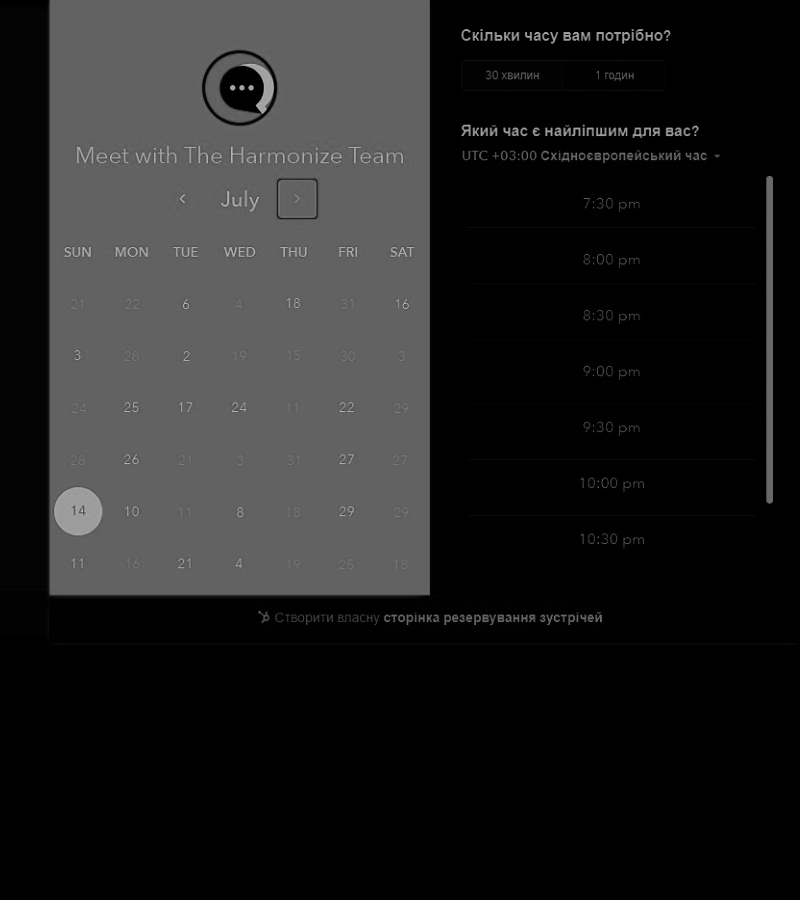 Meet with The Harmonize Team
July
SUN MON TUE WED THU FRI SAT
21 22 6 4 18 31 16
3 28 2 19 15 30 3
24 25 17 24 11 22 29
28 26 21 3 31 27 27
14 10 11 8 18 29 29
11 16 21 4 19 25 18
Скільки часу вам потрібно?
30 хвилин 1 годин
Який час є найліпшим для вас?
UTC +03:00 Східноєвропейський час
7:30 pm
8:00 pm
8:30 pm
9:00 pm
9:30 pm
10:00 pm
10:30 pm
Створити власну сторінка резервування зустрічей